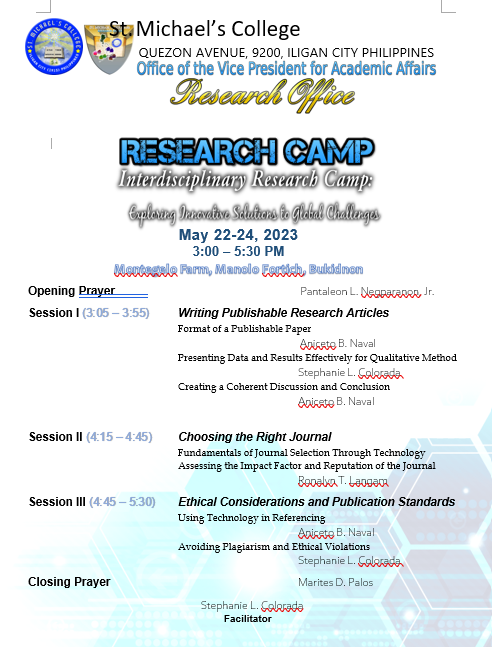 St. Michael's College
QUEZON AVENUE, 9200, ILIGAN CITY PHILIPPINES
Office of the Vice President for Academic Affairs
Research Office
RESEARCH CAMP
Interdisciplinary Research Camp:
Exploring Innovative Solutions to Global Challenges
May 22-24, 2023
3:00 – 5:30 PM
Montegelo Farm, Manolo Fortich, Bukidnon
Opening Prayer Pantaleon L. Negparanon, Jr.
Session I (3:05 – 3:55) Writing Publishable Research Articles
Format of a Publishable Paper
Aniceto B. Naval
Presenting Data and Results Effectively for Qualitative Method
Stephanie L. Colorada
Creating a Coherent Discussion and Conclusion
Aniceto B. Naval
Session II (4:15 – 4:45) Choosing the Right Journal
Fundamentals of Journal Selection Through Technology
Assessing the Impact Factor and Reputation of the Journal
Ronalyn T. Langam
Session III (4:45 – 5:30) Ethical Considerations and Publication Standards
Using Technology in Referencing
Aniceto B. Naval
Avoiding Plagiarism and Ethical Violations
Stephanie L. Colorada
Closing Prayer Marites D. Palos
Stephanie L. Colorada
Facilitator